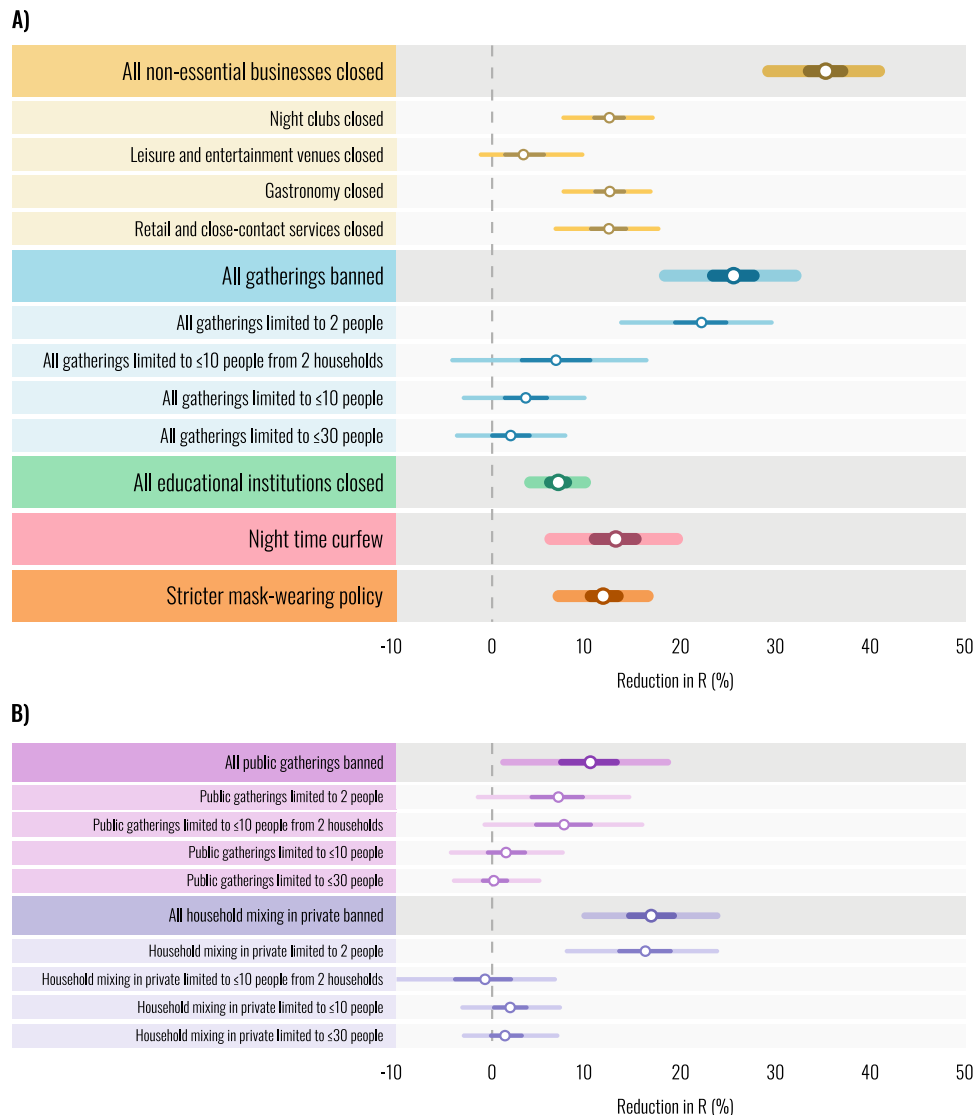 A)
All non-essential businesses closed
Night clubs closed
Leisure and entertainment venues closed
Gastronomy closed
Retail and close-contact services closed
All gatherings banned
All gatherings limited to 2 people
All gatherings limited to ≤10 people from 2 households
All gatherings limited to ≤10 people
All gatherings limited to ≤30 people
All educational institutions closed
Night time curfew
Stricter mask-wearing policy
-10 0 10 20 30 40 50
Reduction in R (%)
B)
All public gatherings banned
Public gatherings limited to 2 people
Public gatherings limited to ≤10 people from 2 households
Public gatherings limited to ≤10 people
Public gatherings limited to ≤30 people
All household mixing in private banned
Household mixing in private limited to 2 people
Household mixing in private limited to ≤10 people from 2 households
Household mixing in private limited to ≤10 people
Household mixing in private limited to ≤30 people
-10 0 10 20 30 40 50
Reduction in R (%)